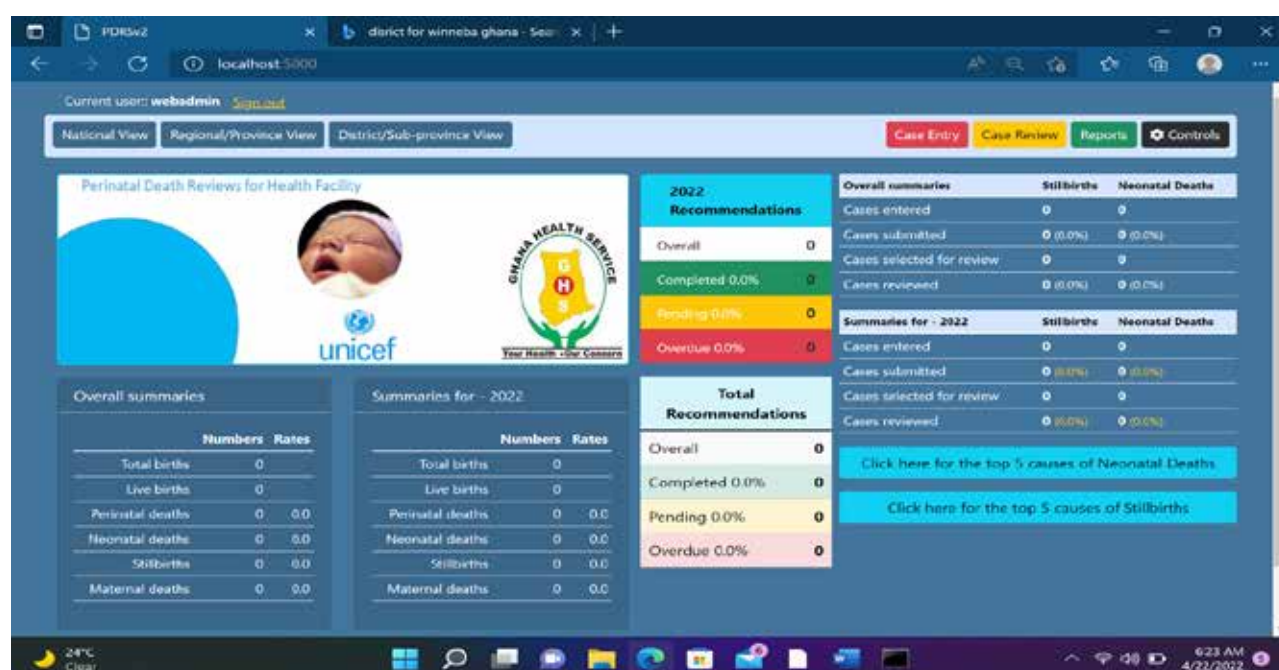 PDRSv2
district for winneba ghana - Sear
localhost:5000
Current user: webadmin Sign out
National View Regional/Province View District/Sub-province View Case Entry Case Review Reports Controls
Perinatal Death Reviews for Health Facility
GHANA HEALTH SERVICE
G
H
S
Your Health - Our Concern
unicef
2022
Recommendations
Overall 0
Completed 0.0% 0
Pending 0.0% 0
Overdue 0.0% 0
Overall summaries Stillbirths Neonatal Deaths
Cases entered 0 0
Cases submitted 0 (0.0%) 0 (0.0%)
Cases selected for review 0 0
Cases reviewed 0 (0.0%) 0 (0.0%)
Summaries for - 2022 Stillbirths Neonatal Deaths
Cases entered 0 0
Cases submitted 0 (0.0%) 0 (0.0%)
Cases selected for review 0 0
Cases reviewed 0 (0.0%) 0 (0.0%)
Overall summaries
Numbers Rates
Total births 0
Live births 0
Perinatal deaths 0 0.0
Neonatal deaths 0 0.0
Stillbirths 0 0.0
Maternal deaths 0 0.0
Summaries for - 2022
Numbers Rates
Total births 0
Live births 0
Perinatal deaths 0 0.0
Neonatal deaths 0 0.0
Stillbirths 0 0.0
Maternal deaths 0 0.0
Total
Recommendations
Overall 0
Completed 0.0% 0
Pending 0.0% 0
Overdue 0.0% 0
Click here for the top 5 causes of Neonatal Deaths
Click here for the top 5 causes of Stillbirths
24°C
Clear
6:23 AM
4/22/2022